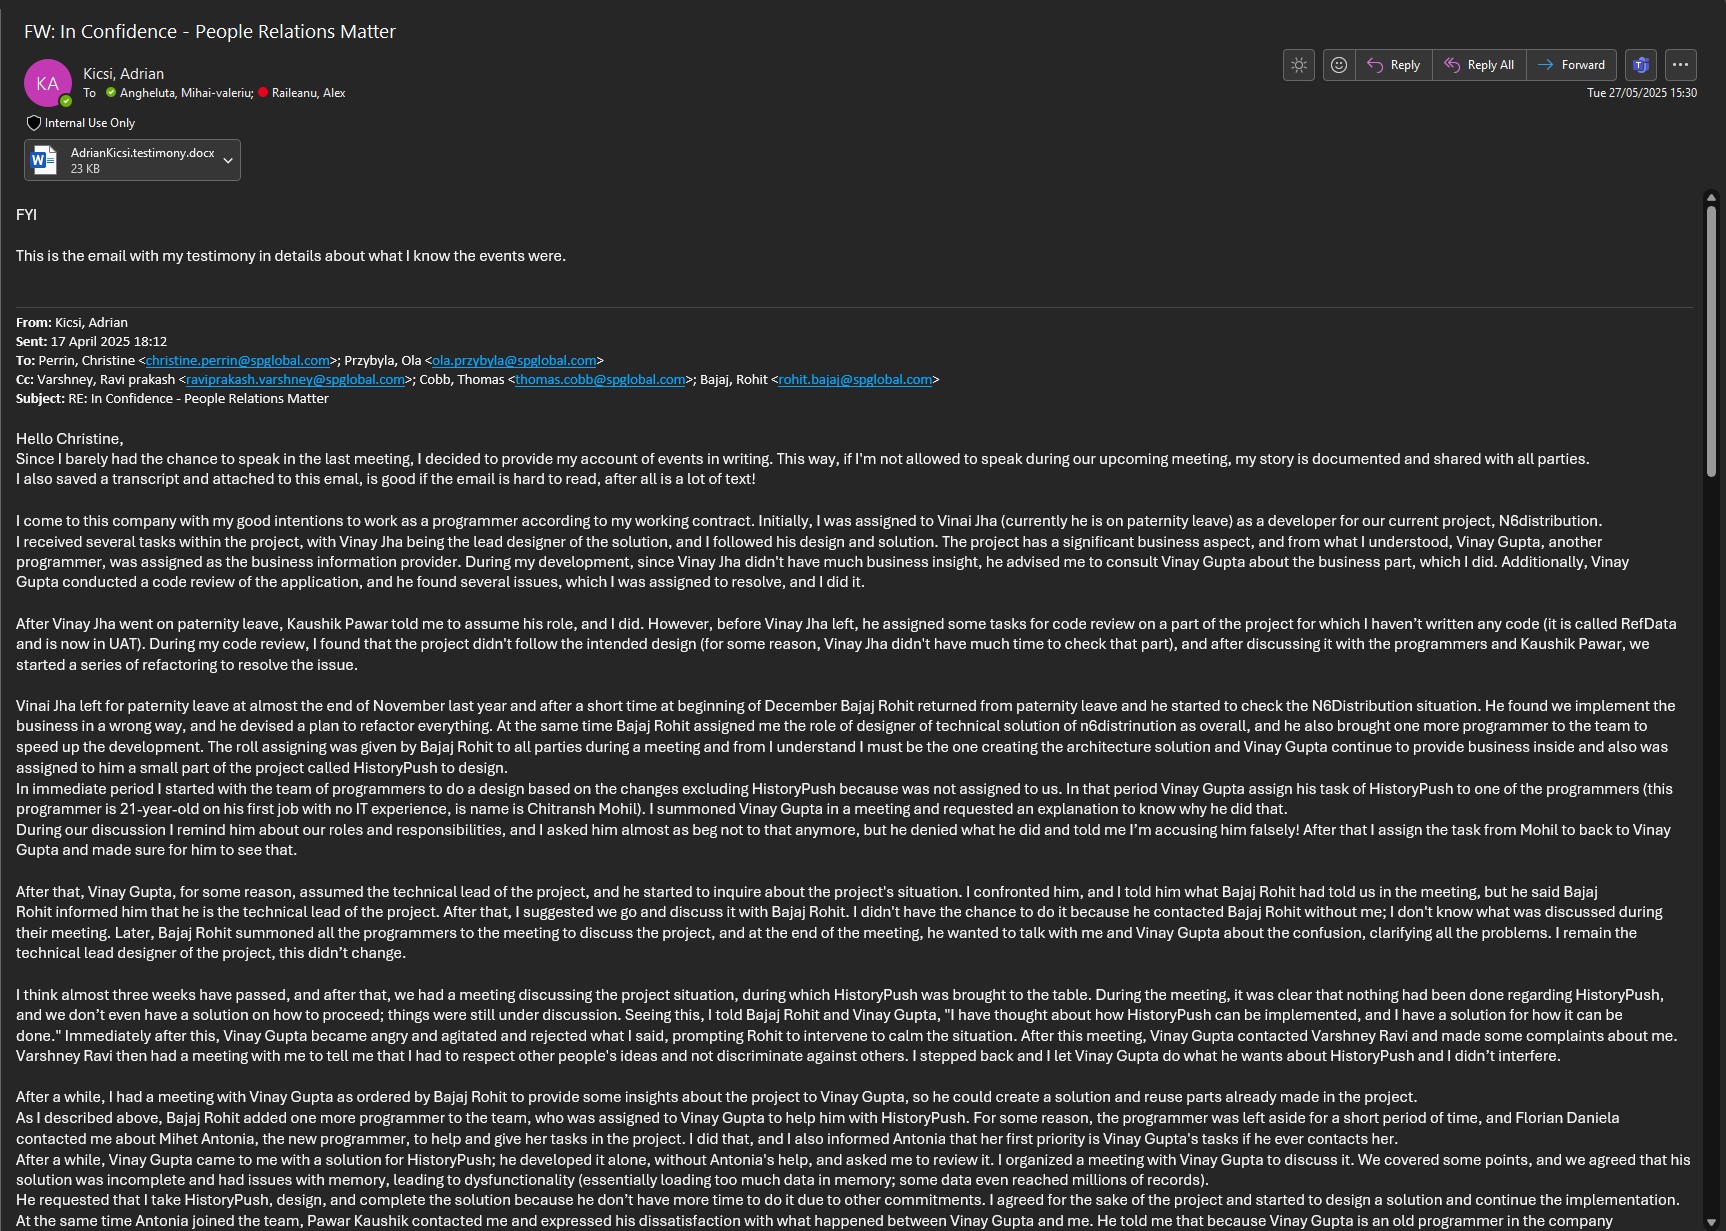 FW: In Confidence - People Relations Matter
KA
Kicsi, Adrian
To Angheluta, Mihai-valeriu; Raileanu, Alex
Reply
Reply All
Forward
Tue 27/05/2025 15:30
Internal Use Only
AdrianKicsi.testimony.docx
23 KB
FYI
This is the email with my testimony in details about what I know the events were.
From: Kicsi, Adrian
Sent: 17 April 2025 18:12
To: Perrin, Christine <christine.perrin@spglobal.com>; Przybyla, Ola <ola.przybyla@spglobal.com>
Cc: Varshney, Ravi prakash <raviprakash.varshney@spglobal.com>; Cobb, Thomas <thomas.cobb@spglobal.com>; Bajaj, Rohit <rohit.bajaj@spglobal.com>
Subject: RE: In Confidence - People Relations Matter
Hello Christine,
Since I barely had the chance to speak in the last meeting, I decided to provide my account of events in writing. This way, if I'm not allowed to speak during our upcoming meeting, my story is documented and shared with all parties.
I also saved a transcript and attached to this emal, is good if the email is hard to read, after all is a lot of text!
I come to this company with my good intentions to work as a programmer according to my working contract. Initially, I was assigned to Vinai Jha (currently he is on paternity leave) as a developer for our current project, N6distribution.
I received several tasks within the project, with Vinay Jha being the lead designer of the solution, and I followed his design and solution. The project has a significant business aspect, and from what I understood, Vinay Gupta, another
programmer, was assigned as the business information provider. During my development, since Vinay Jha didn't have much business insight, he advised me to consult Vinay Gupta about the business part, which I did. Additionally, Vinay
Gupta conducted a code review of the application, and he found several issues, which I was assigned to resolve, and I did it.
After Vinay Jha went on paternity leave, Kaushik Pawar told me to assume his role, and I did. However, before Vinay Jha left, he assigned some tasks for code review on a part of the project for which I haven't written any code (it is called RefData
and is now in UAT). During my code review, I found that the project didn't follow the intended design (for some reason, Vinay Jha didn't have much time to check that part), and after discussing it with the programmers and Kaushik Pawar, we
started a series of refactoring to resolve the issue.
Vinai Jha left for paternity leave at almost the end of November last year and after a short time at beginning of December Bajaj Rohit returned from paternity leave and he started to check the N6Distribution situation. He found we implement the
business in a wrong way, and he devised a plan to refactor everything. At the same time Bajaj Rohit assigned me the role of designer of technical solution of n6distrinution as overall, and he also brought one more programmer to the team to
speed up the development. The roll assigning was given by Bajaj Rohit to all parties during a meeting and from I understand I must be the one creating the architecture solution and Vinay Gupta continue to provide business inside and also was
assigned to him a small part of the project called HistoryPush to design.
In immediate period I started with the team of programmers to do a design based on the changes excluding HistoryPush because was not assigned to us. In that period Vinay Gupta assign his task of HistoryPush to one of the programmers (this
programmer is 21-year-old on his first job with no IT experience, is name is Chitransh Mohil). I summoned Vinay Gupta in a meeting and requested an explanation to know why he did that.
During our discussion I remind him about our roles and responsibilities, and I asked him almost as beg not to that anymore, but he denied what he did and told me I'm accusing him falsely! After that I assign the task from Mohil to back to Vinay
Gupta and made sure for him to see that.
After that, Vinay Gupta, for some reason, assumed the technical lead of the project, and he started to inquire about the project's situation. I confronted him, and I told him what Bajaj Rohit had told us in the meeting, but he said Bajaj
Rohit informed him that he is the technical lead of the project. After that, I suggested we go and discuss it with Bajaj Rohit. I didn't have the chance to do it because he contacted Bajaj Rohit without me; I don't know what was discussed during
their meeting. Later, Bajaj Rohit summoned all the programmers to the meeting to discuss the project, and at the end of the meeting, he wanted to talk with me and Vinay Gupta about the confusion, clarifying all the problems. I remain the
technical lead designer of the project, this didn't change.
I think almost three weeks have passed, and after that, we had a meeting discussing the project situation, during which HistoryPush was brought to the table. During the meeting, it was clear that nothing had been done regarding HistoryPush,
and we don't even have a solution on how to proceed; things were still under discussion. Seeing this, I told Bajaj Rohit and Vinay Gupta, "I have thought about how HistoryPush can be implemented, and I have a solution for how it can be
done." Immediately after this, Vinay Gupta became angry and agitated and rejected what I said, prompting Rohit to intervene to calm the situation. After this meeting, Vinay Gupta contacted Varshney Ravi and made some complaints about me.
Varshney Ravi then had a meeting with me to tell me that I had to respect other people's ideas and not discriminate against others. I stepped back and I let Vinay Gupta do what he wants about HistoryPush and I didn't interfere.
After a while, I had a meeting with Vinay Gupta as ordered by Bajaj Rohit to provide some insights about the project to Vinay Gupta, so he could create a solution and reuse parts already made in the project.
As I described above, Bajaj Rohit added one more programmer to the team, who was assigned to Vinay Gupta to help him with HistoryPush. For some reason, the programmer was left aside for a short period of time, and Florian Daniela
contacted me about Mihet Antonia, the new programmer, to help and give her tasks in the project. I did that, and I also informed Antonia that her first priority is Vinay Gupta's tasks if he ever contacts her.
After a while, Vinay Gupta came to me with a solution for HistoryPush; he developed it alone, without Antonia's help, and asked me to review it. I organized a meeting with Vinay Gupta to discuss it. We covered some points, and we agreed that his
solution was incomplete and had issues with memory, leading to dysfunctionality (essentially loading too much data in memory; some data even reached millions of records).
He requested that I take HistoryPush, design, and complete the solution because he don't have more time to do it due to other commitments. I agreed for the sake of the project and started to design a solution and continue the implementation.
At the same time Antonia joined the team, Pawar Kaushik contacted me and expressed his dissatisfaction with what happened between Vinay Gupta and me. He told me that because Vinay Gupta is an old programmer in the company